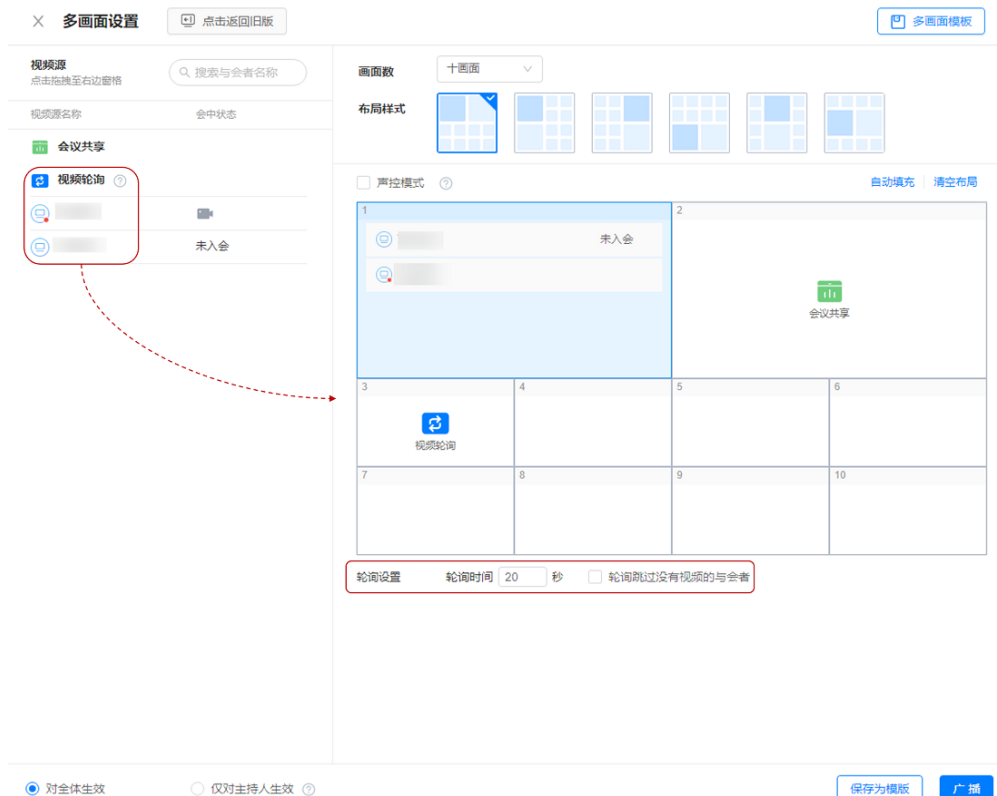 多画面设置
点击返回旧版
多画面模板
视频源
点击拖拽至右边窗格
搜索与会者名称
视频源名称
会中状态
会议共享
视频轮询
未入会
画面数
十画面
布局样式
声控模式
自动填充
清空布局
1
未入会
2
会议共享
3
视频轮询
4
5
6
7
8
9
10
轮询设置
轮询时间 20 秒
轮询跳过没有视频的与会者
对全体生效
仅对主持人生效
保存为模版
广播